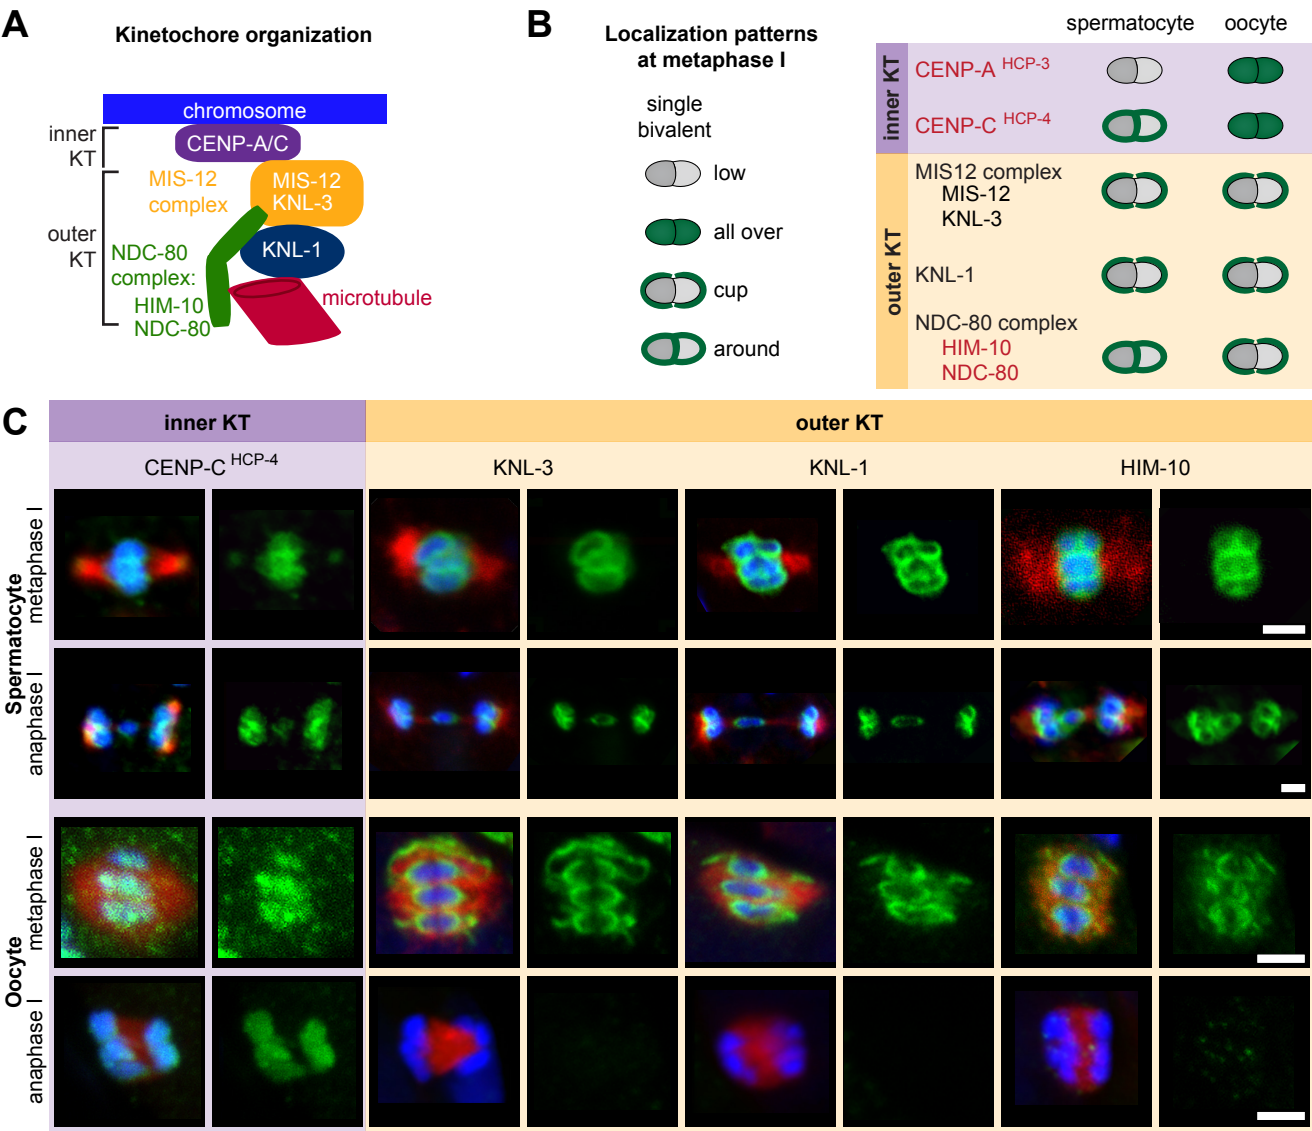 A
Kinetochore organization
chromosome
inner
KT
CENP-A/C
MIS-12
complex
MIS-12
KNL-3
outer
KT
KNL-1
NDC-80
complex:
HIM-10
NDC-80
microtubule
B
Localization patterns
at metaphase I
single
bivalent
low
all over
cup
around
spermatocyte
oocyte
inner KT
CENP-A HCP-3
CENP-C HCP-4
outer KT
MIS12 complex
MIS-12
KNL-3
KNL-1
NDC-80 complex
HIM-10
NDC-80
C
inner KT
outer KT
CENP-C HCP-4
KNL-3
KNL-1
HIM-10
Spermatocyte
metaphase I
anaphase I
Oocyte
metaphase I
anaphase I